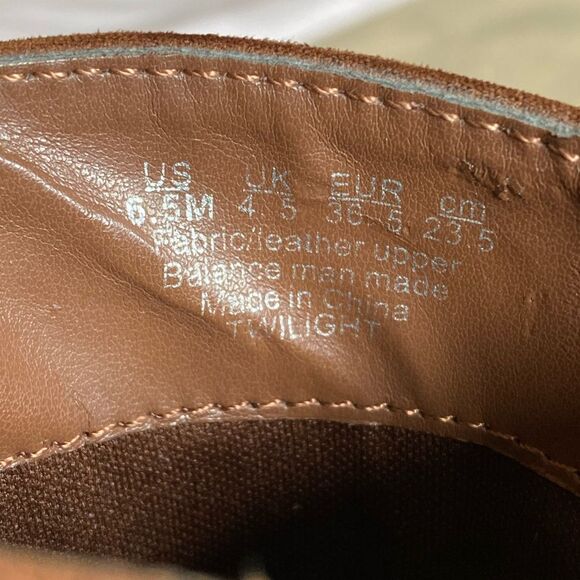 US UK EUR cm
6.5M 4.5 36.5 23.5
Fabric/leather upper
Balance man made
Made in China
TWILIGHT